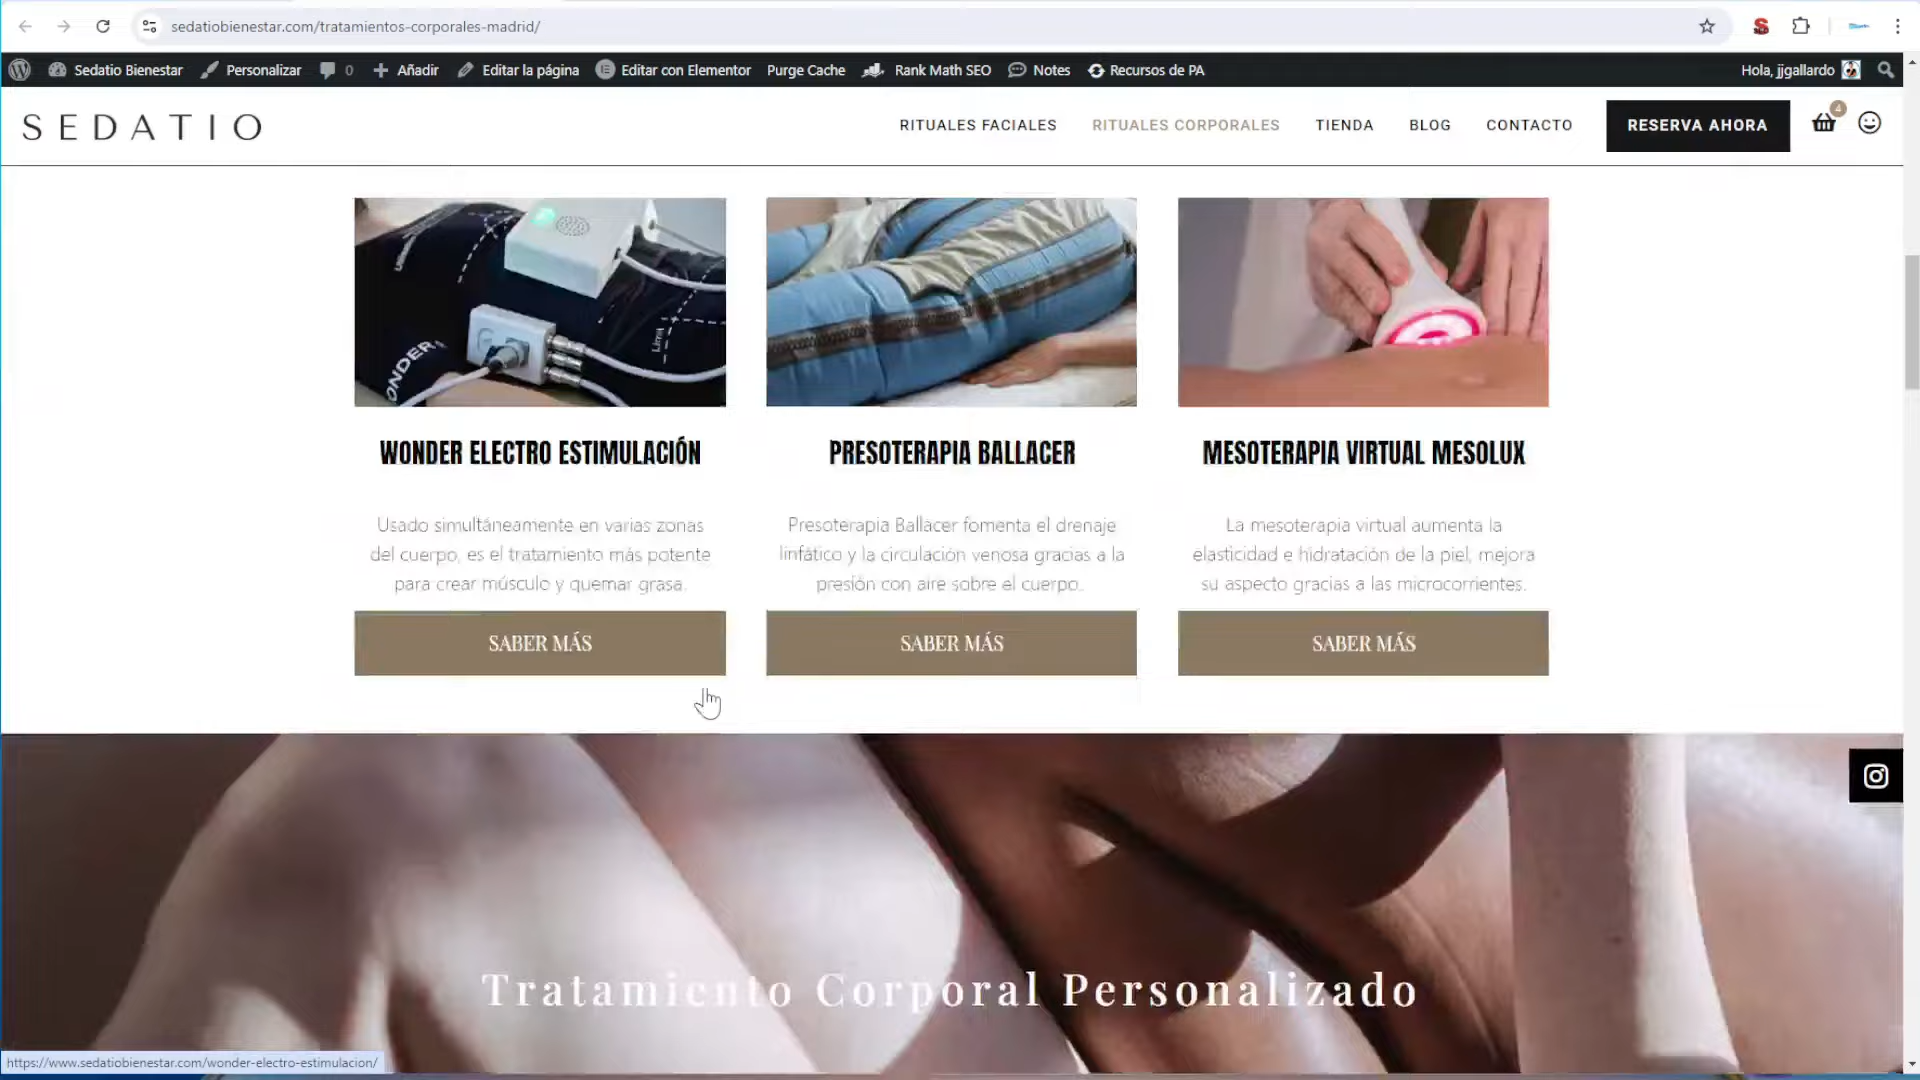 sedatiobienestar.com/tratamientos-corporales-madrid/
Sedatio Bienestar Personalizar 0 Añadir Editar la página Editar con Elementor Purge Cache Rank Math SEO Notes Recursos de PA Hola, jjgallardo
SEDATIO RITUALES FACIALES RITUALES CORPORALES TIENDA BLOG CONTACTO RESERVA AHORA 4
WONDER
WONDER ELECTRO ESTIMULACIÓN
Usado simultáneamente en varias zonas
del cuerpo, es el tratamiento más potente
para crear músculo y quemar grasa.
SABER MÁS
PRESOTERAPIA BALLACER
Presoterapia Ballacer fomenta el drenaje
linfático y la circulación venosa gracias a la
presión con aire sobre el cuerpo.
SABER MÁS
MESOTERAPIA VIRTUAL MESOLUX
La mesoterapia virtual aumenta la
elasticidad e hidratación de la piel, mejora
su aspecto gracias a las microcorrientes.
SABER MÁS
Tratamiento Corporal Personalizado
https://www.sedatiobienestar.com/wonder-electro-estimulacion/